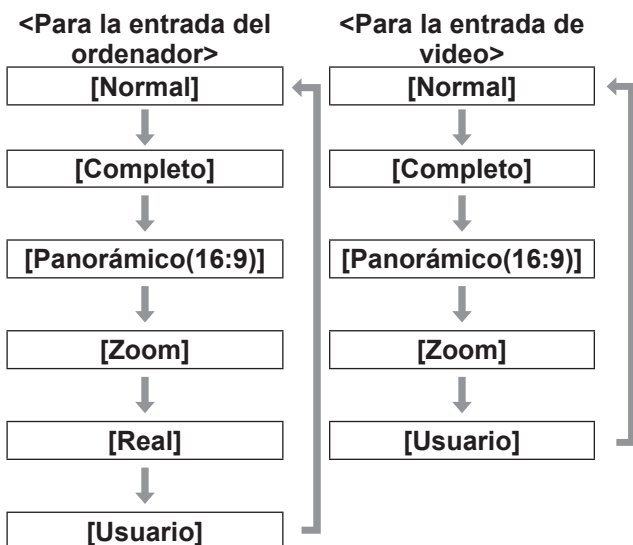 <Para la entrada del
ordenador>
[Normal]
[Completo]
[Panorámico(16:9)]
[Zoom]
[Real]
[Usuario]
<Para la entrada de
video>
[Normal]
[Completo]
[Panorámico(16:9)]
[Zoom]
[Usuario]